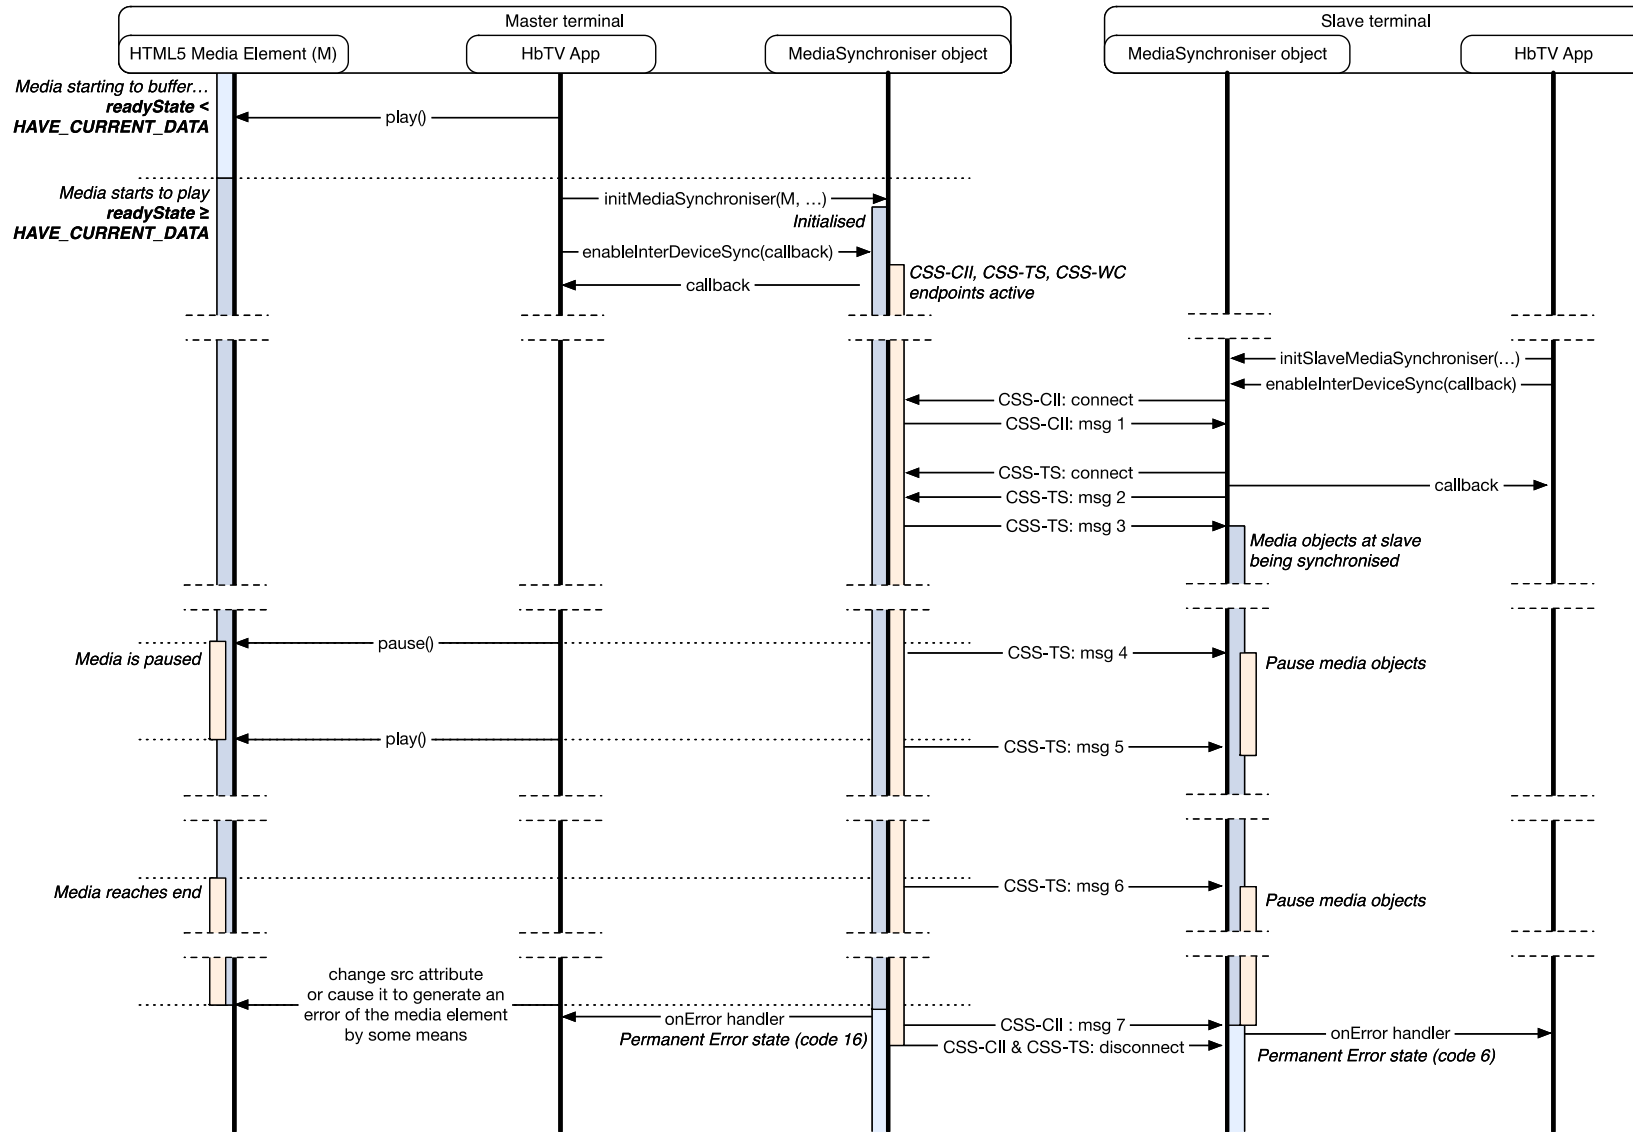 Master terminal
Slave terminal
HTML5 Media Element (M)
HbTV App
MediaSynchroniser object
MediaSynchroniser object
HbTV App
Media starting to buffer…
readyState <
HAVE_CURRENT_DATA
play()
Media starts to play
readyState ≥
HAVE_CURRENT_DATA
initMediaSynchroniser(M, …)
Initialised
enableInterDeviceSync(callback)
callback
CSS-CII, CSS-TS, CSS-WC
endpoints active
initSlaveMediaSynchroniser(…)
enableInterDeviceSync(callback)
CSS-CII: connect
CSS-CII: msg 1
CSS-TS: connect
callback
CSS-TS: msg 2
CSS-TS: msg 3
Media objects at slave
being synchronised
pause()
Media is paused
CSS-TS: msg 4
Pause media objects
play()
CSS-TS: msg 5
Media reaches end
CSS-TS: msg 6
Pause media objects
change src attribute
or cause it to generate an
error of the media element
by some means
onError handler
Permanent Error state (code 16)
CSS-CII : msg 7
CSS-CII & CSS-TS: disconnect
onError handler
Permanent Error state (code 6)